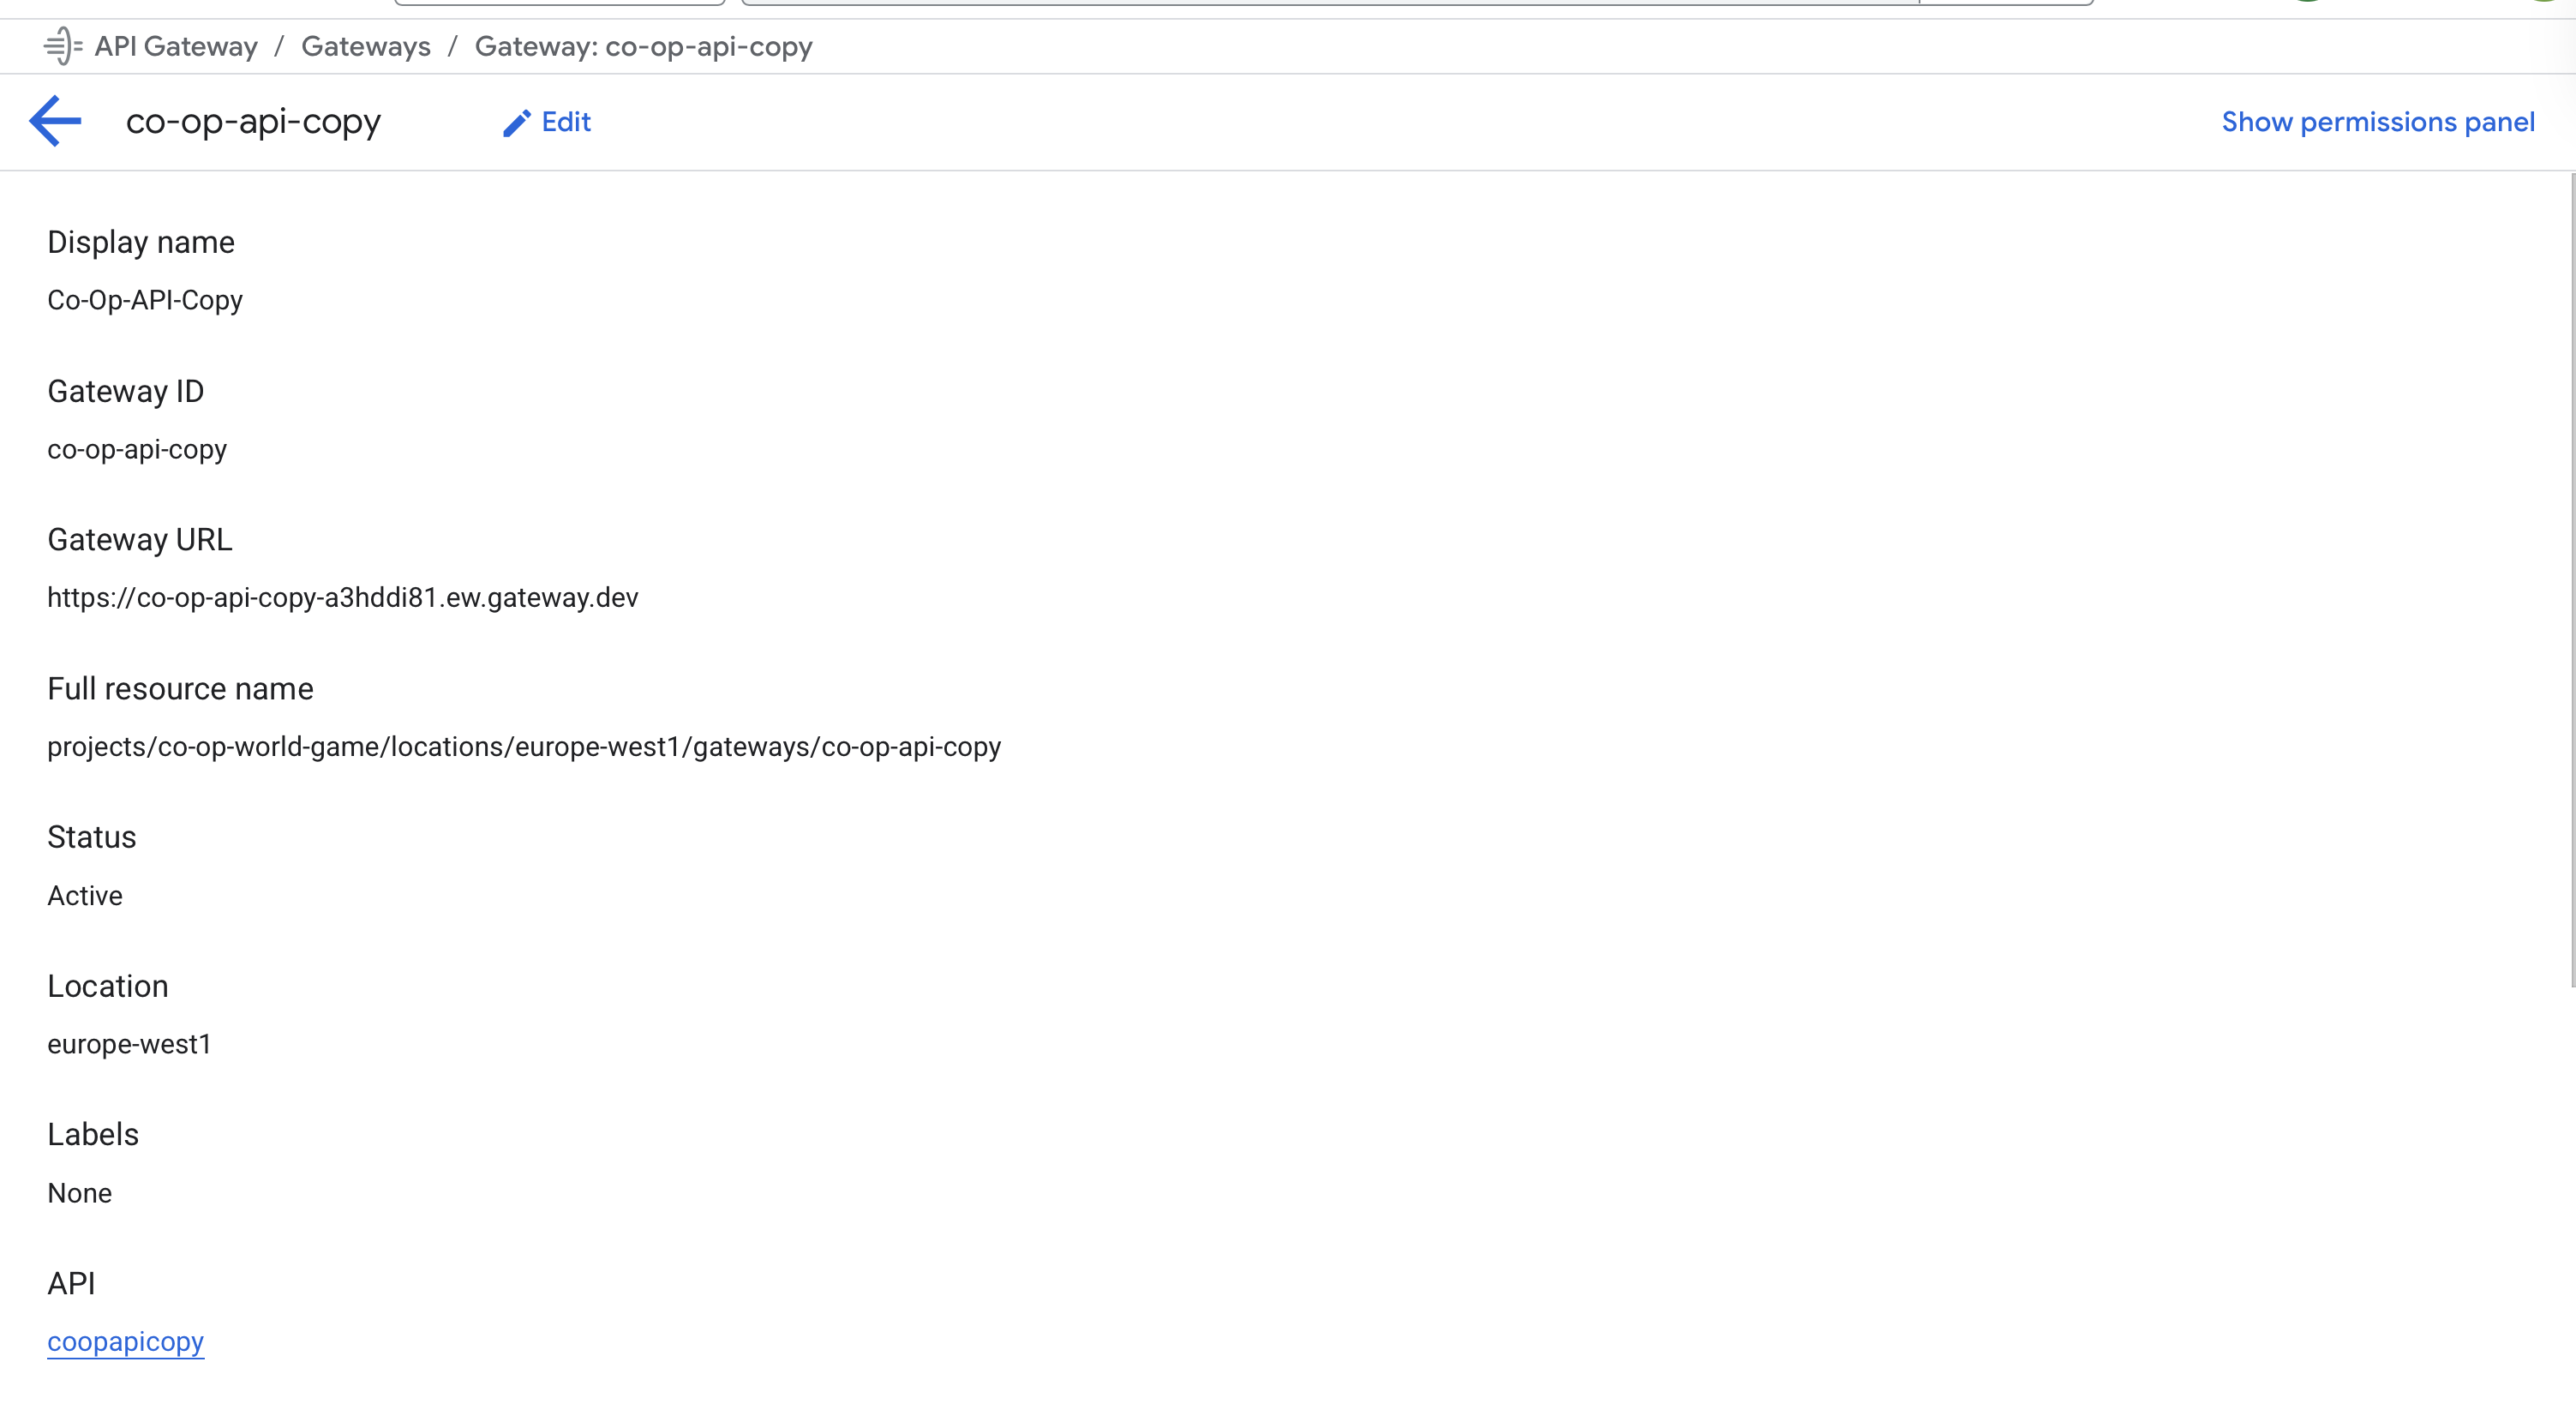 API Gateway / Gateways / Gateway: co-op-api-copy
co-op-api-copy Edit Show permissions panel
Display name
Co-Op-API-Copy
Gateway ID
co-op-api-copy
Gateway URL
https://co-op-api-copy-a3hddi81.ew.gateway.dev
Full resource name
projects/co-op-world-game/locations/europe-west1/gateways/co-op-api-copy
Status
Active
Location
europe-west1
Labels
None
API
coopapicopy